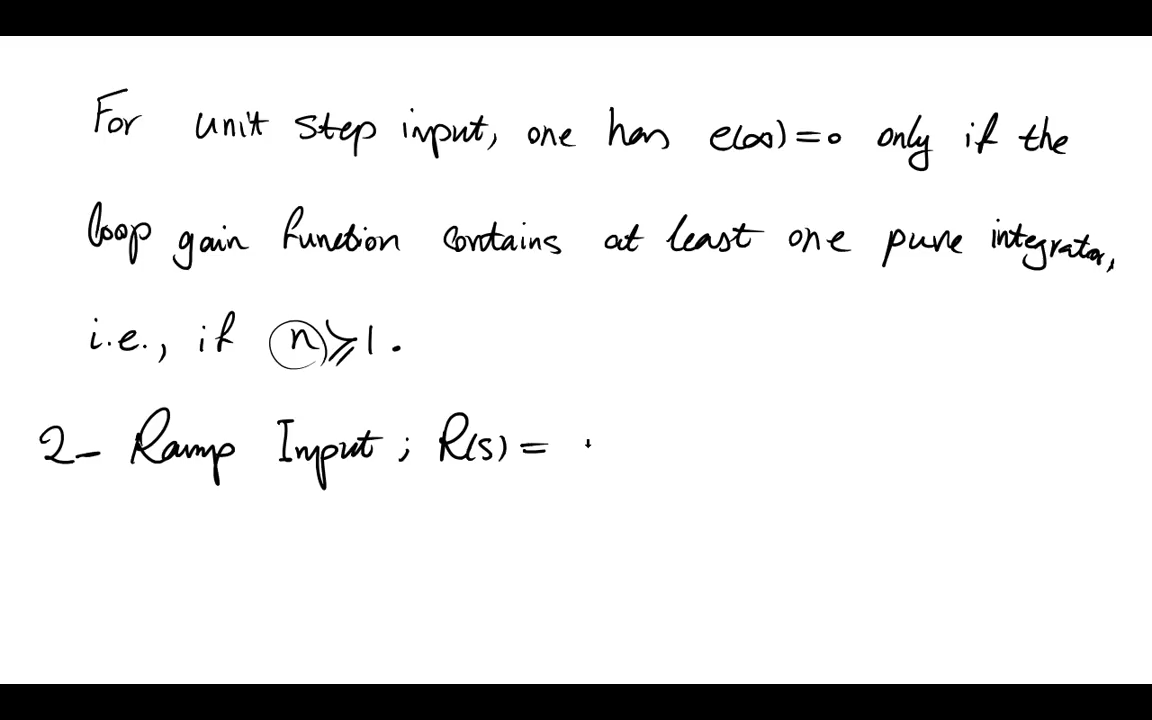 For unit step input, one has e(∞)=0 only if the
loop gain function contains at least one pure integrator,
i.e., if n⩾1.
2- Ramp Input; R(s) =